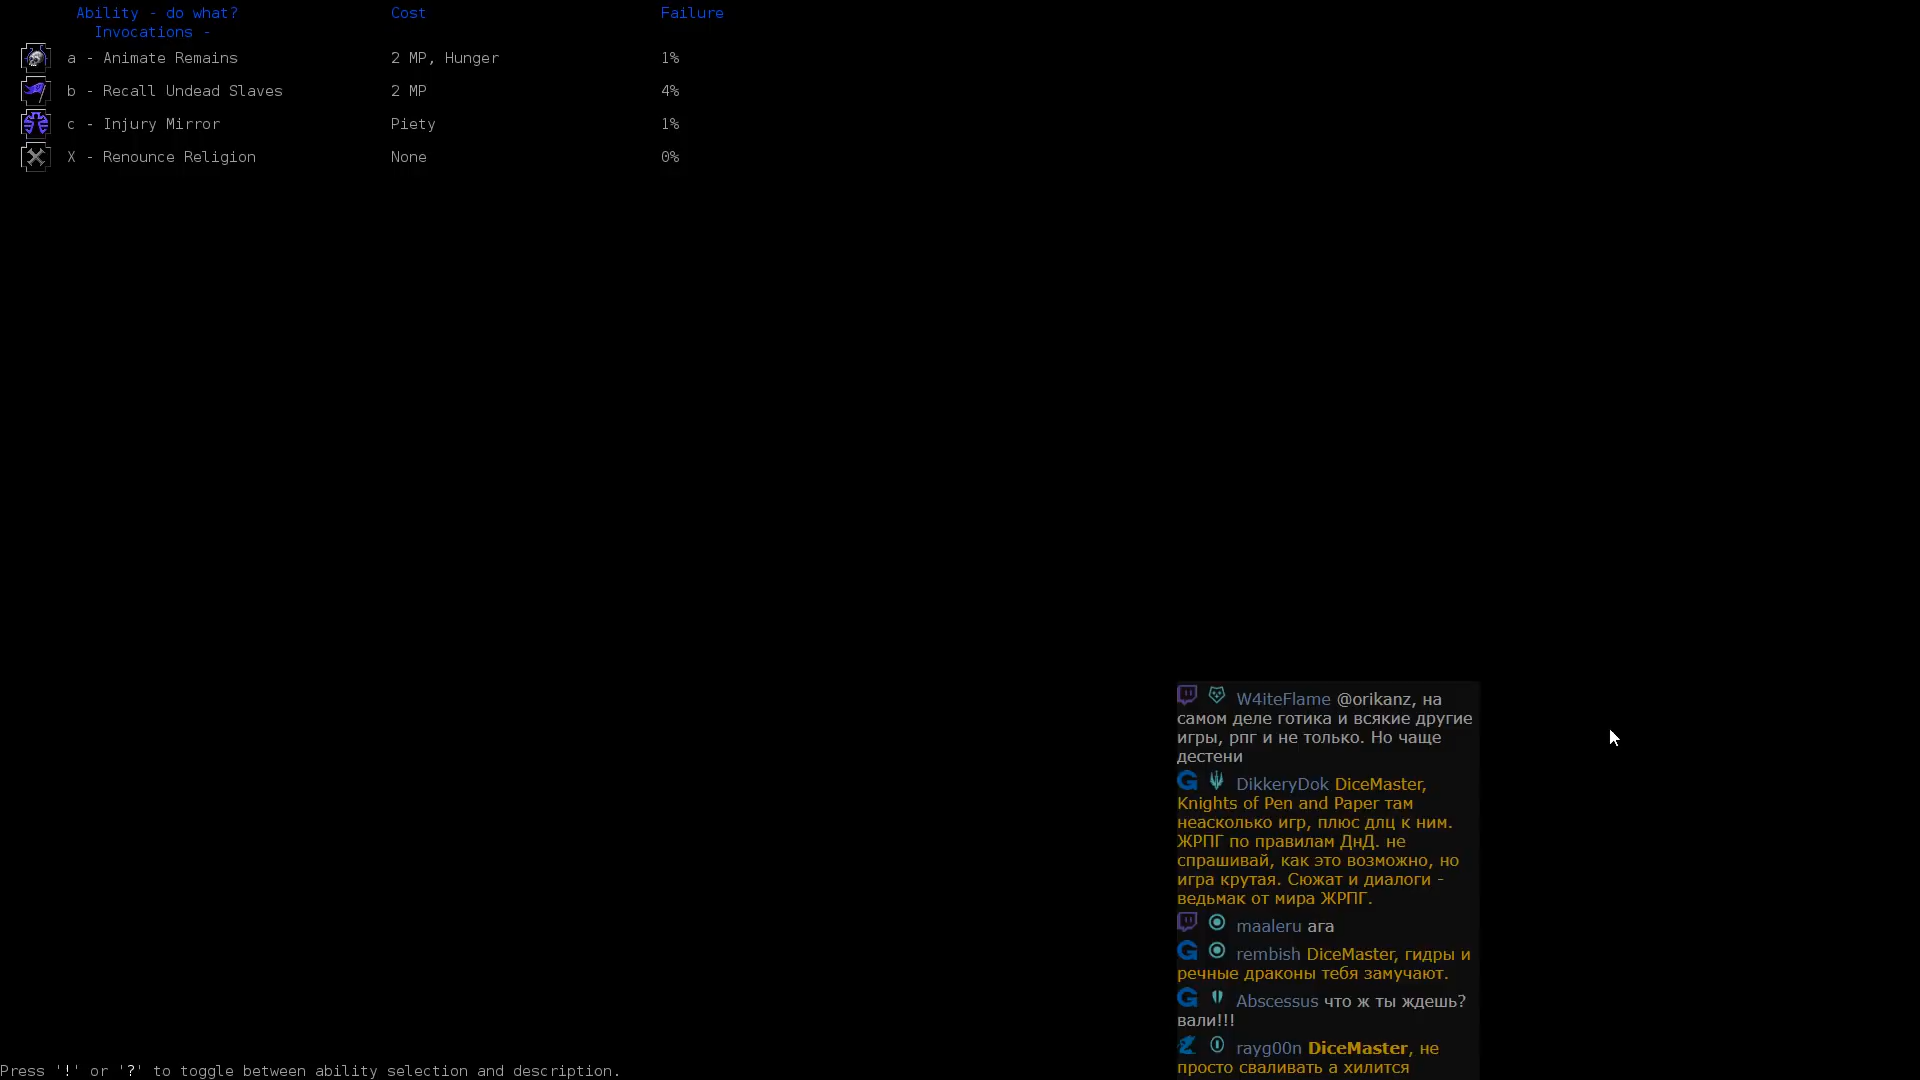 Ability - do what? Cost Failure
Invocations -
a - Animate Remains 2 MP, Hunger 1%
b - Recall Undead Slaves 2 MP 4%
c - Injury Mirror Piety 1%
X - Renounce Religion None 0%
W4iteFlame @orikanz, на
самом деле готика и всякие другие
игры, рпг и не только. Но чаще
дестени
DikkeryDok DiceMaster,
Knights of Pen and Paper там
неасколько игр, плюс длц к ним.
ЖРПГ по правилам ДнД. не
спрашивай, как это возможно, но
игра крутая. Сюжат и диалоги -
ведьмак от мира ЖРПГ.
maaleru ага
rembish DiceMaster, гидры и
речные драконы тебя замучают.
Abscessus что ж ты ждешь?
вали!!!
rayg00n DiceMaster, не
просто сваливать а хилится
Press '!' or '?' to toggle between ability selection and description.